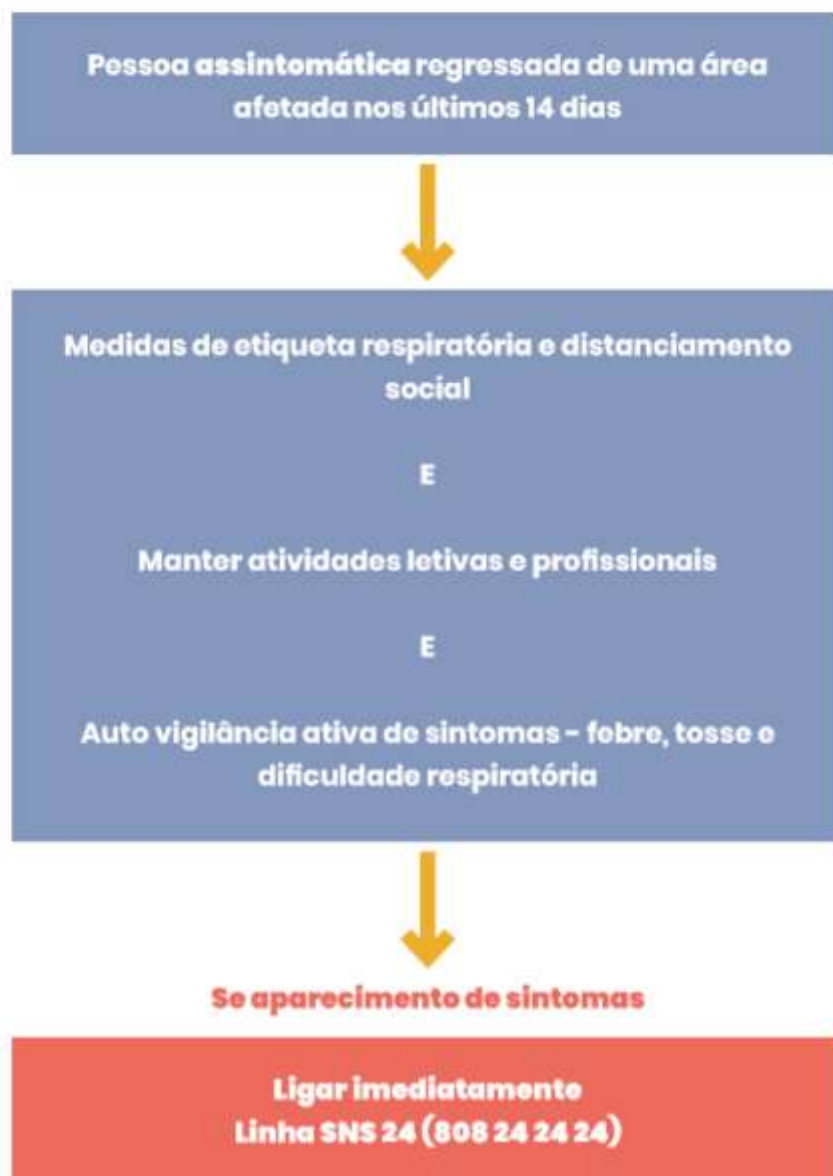 Pessoa assintomática regressada de uma área
afetada nos últimos 14 dias
Medidas de etiqueta respiratória e distanciamento
social
E
Manter atividades letivas e profissionais
E
Auto vigilância ativa de sintomas - febre, tosse e
dificuldade respiratória
Se aparecimento de sintomas
Ligar imediatamente
Linha SNS 24 (808 24 24 24)